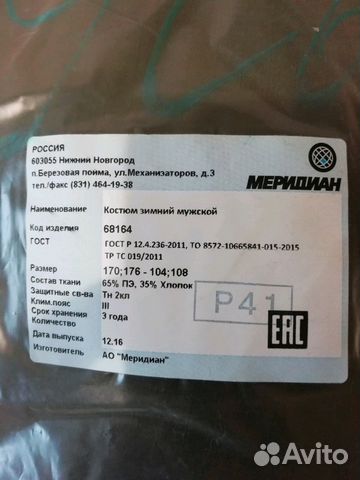 РОССИЯ
603055 Нижний Новгород
п.Березовая пойма, ул.Механизаторов, д.3
тел./факс (831) 464-19-38
МЕРИДИАН
Наименование Костюм зимний мужской
Код изделия 68164
ГОСТ ГОСТ Р 12.4.236-2011, ТО 8572-10665841-015-2015
ТР ТС 019/2011
Размер 170;176 - 104;108
Состав ткани 65% ПЭ, 35% Хлопок
Защитные св-ва Тн 2кл
Клим.пояс III
Срок хранения 3 года
Количество
Р41
ЕАС
Дата выпуска 12.16
Изготовитель АО "Меридиан"
Avito